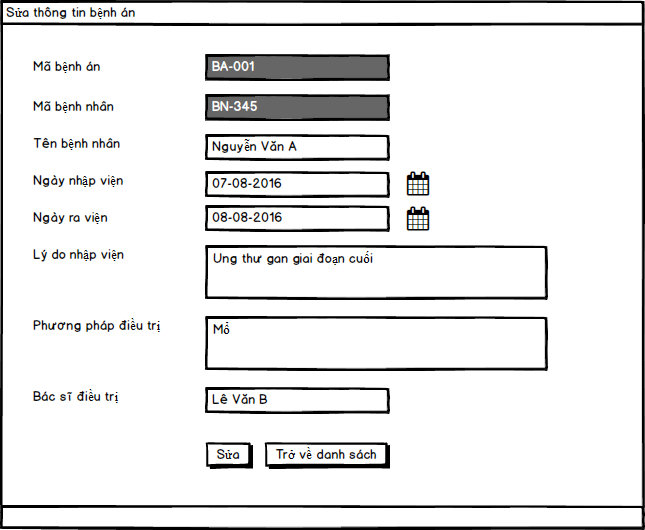 Sửa thông tin bệnh án
Mã bệnh án BA-001
Mã bệnh nhân BN-345
Tên bệnh nhân Nguyễn Văn A
Ngày nhập viện 07-08-2016
Ngày ra viện 08-08-2016
Lý do nhập viện Ung thư gan giai đoạn cuối
Phương pháp điều trị Mổ
Bác sĩ điều trị Lê Văn B
Sửa Trở về danh sách